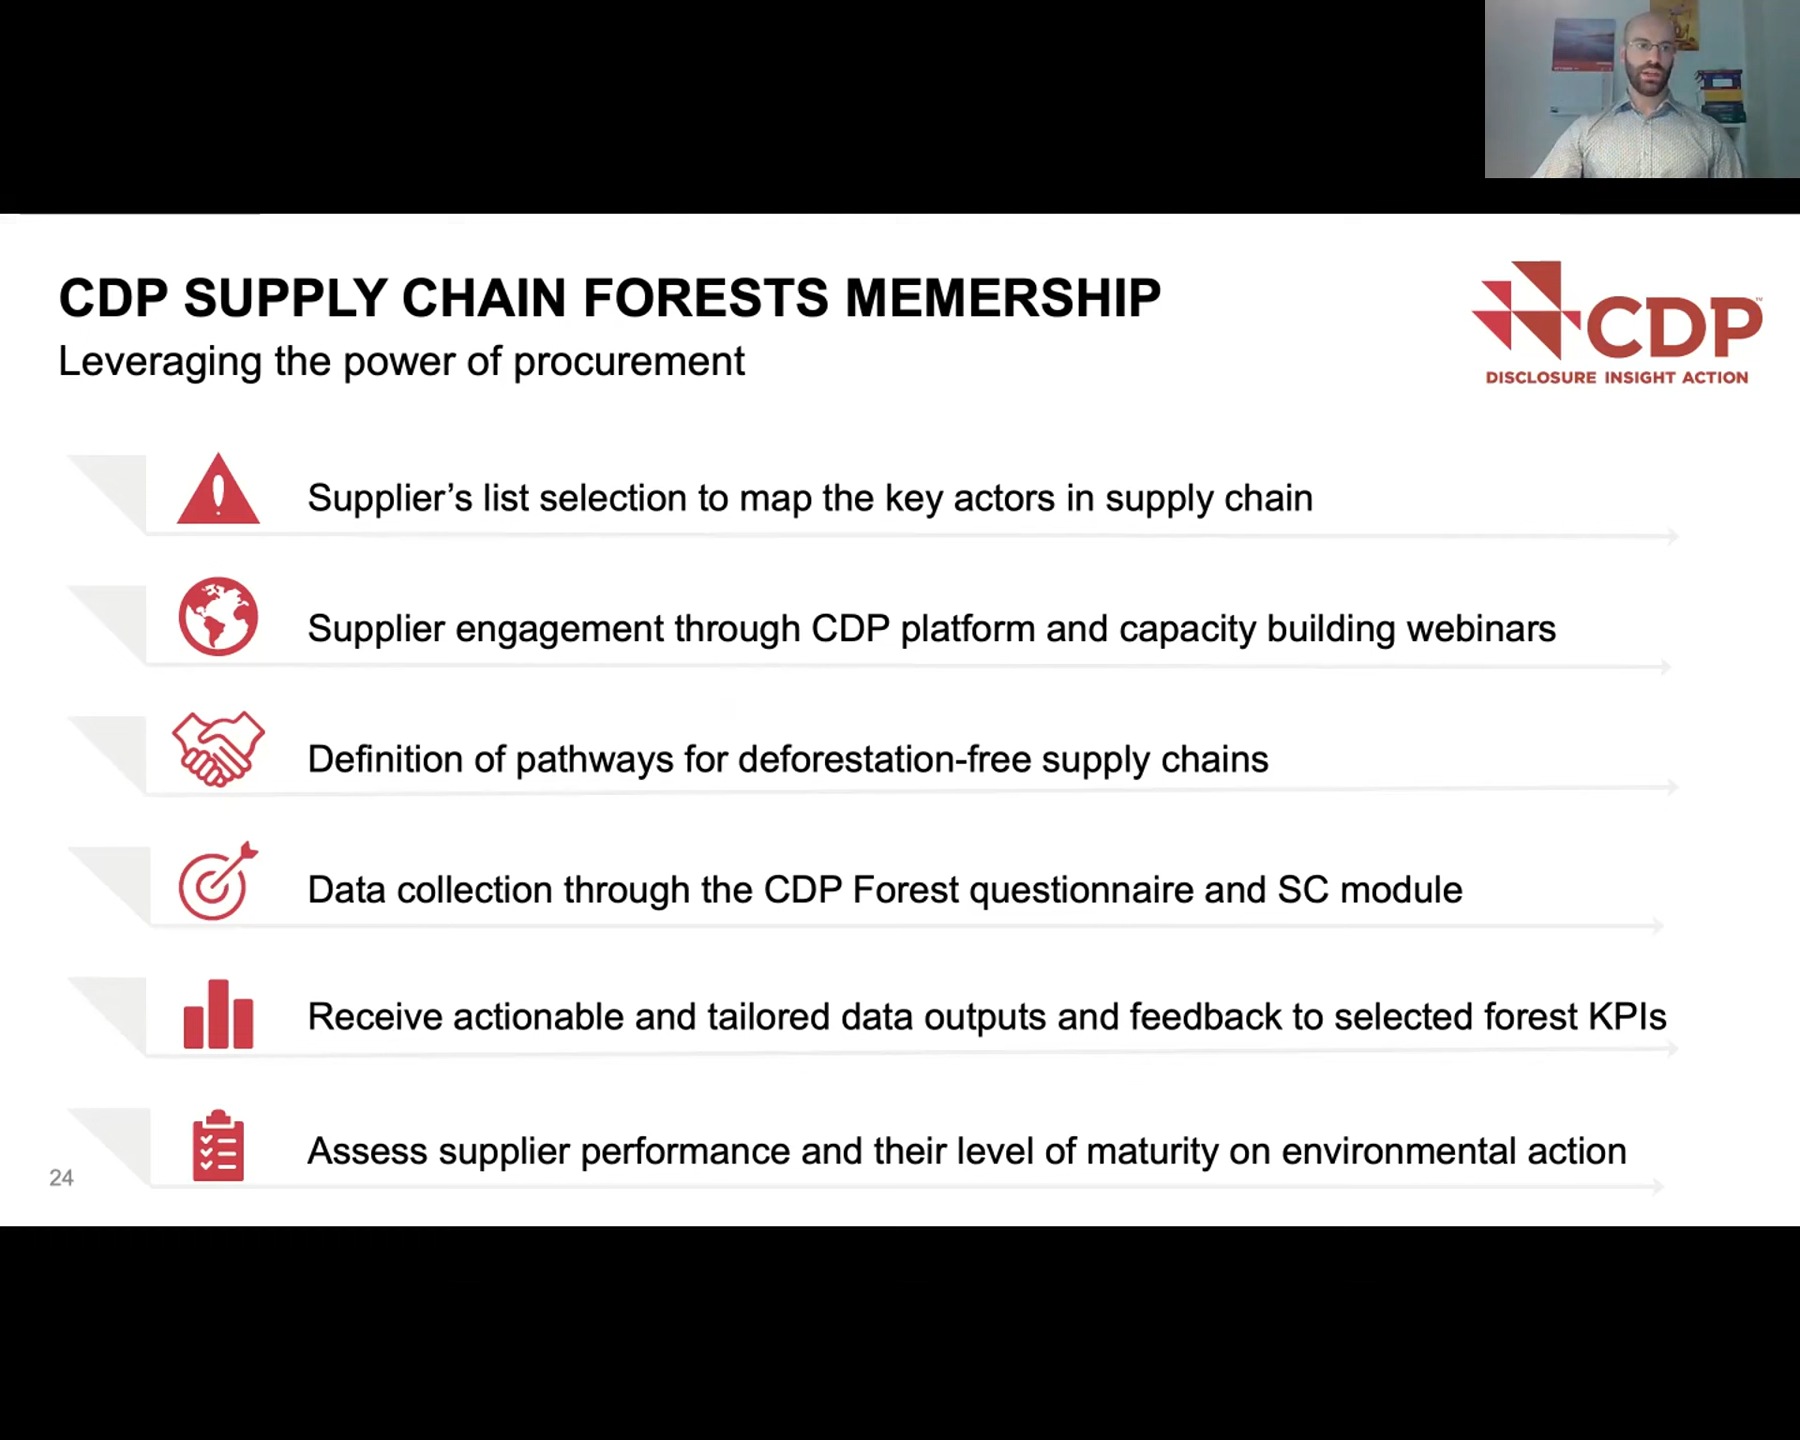 CDP SUPPLY CHAIN FORESTS MEMERSHIP
Leveraging the power of procurement
CDP™
DISCLOSURE INSIGHT ACTION
Supplier’s list selection to map the key actors in supply chain
Supplier engagement through CDP platform and capacity building webinars
Definition of pathways for deforestation-free supply chains
Data collection through the CDP Forest questionnaire and SC module
Receive actionable and tailored data outputs and feedback to selected forest KPIs
Assess supplier performance and their level of maturity on environmental action
24